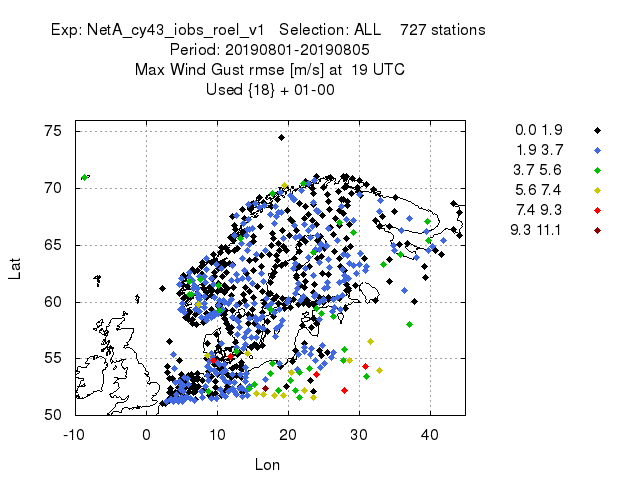 Exp: NetA_cy43_iobs_roel_v1 Selection: ALL 727 stations
Period: 20190801-20190805
Max Wind Gust rmse [m/s] at 19 UTC
Used {18} + 01-00
75
70
65
60
55
50
-10 0 10 20 30 40
Lat
Lon
0.0 1.9
1.9 3.7
3.7 5.6
5.6 7.4
7.4 9.3
9.3 11.1